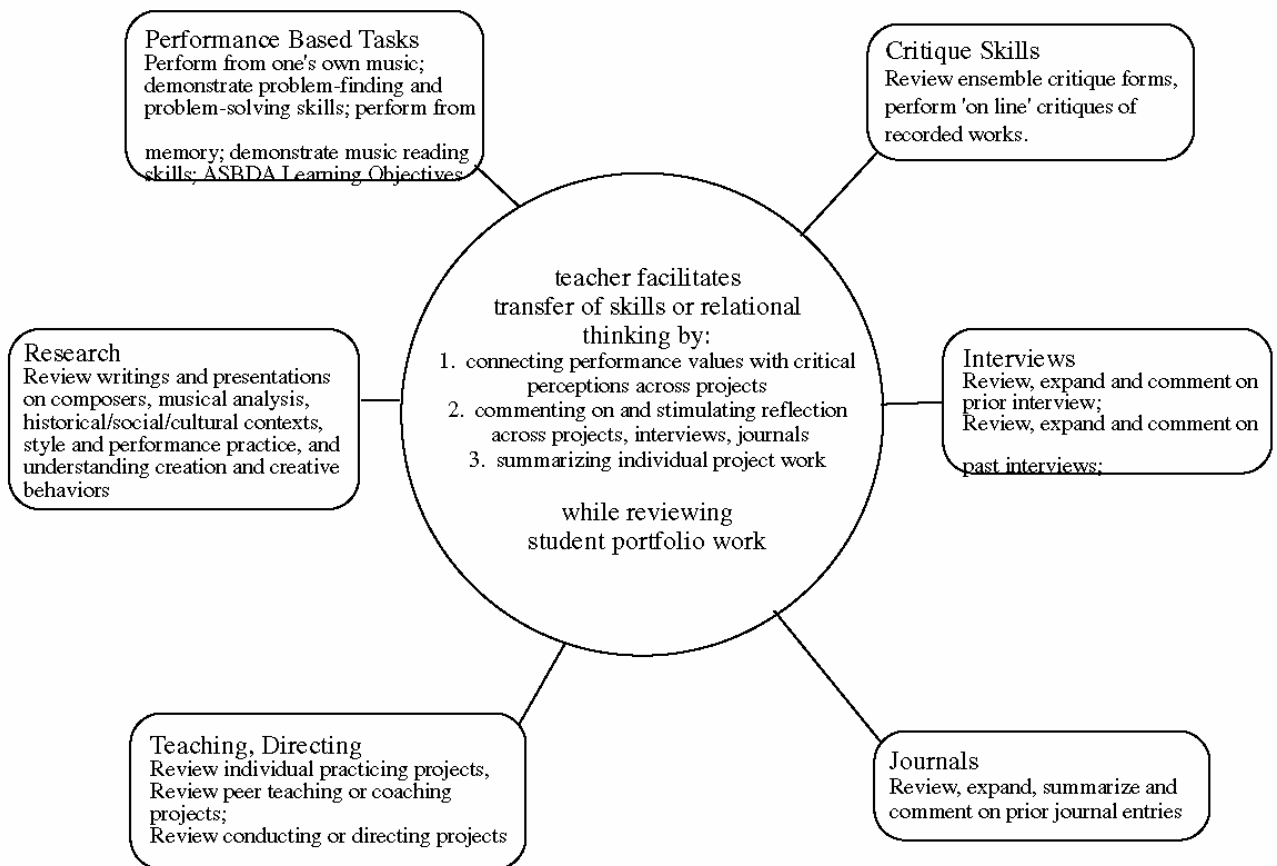 Performance Based Tasks
Perform from one's own music;
demonstrate problem-finding and
problem-solving skills; perform from
memory; demonstrate music reading
skills; ASBDA Learning Objectives
Critique Skills
Review ensemble critique forms,
perform 'on line' critiques of
recorded works.
teacher facilitates
transfer of skills or relational
thinking by:
1. connecting performance values with critical
perceptions across projects
2. commenting on and stimulating reflection
across projects, interviews, journals
3. summarizing individual project work
while reviewing
student portfolio work
Research
Review writings and presentations
on composers, musical analysis,
historical/social/cultural contexts,
style and performance practice, and
understanding creation and creative
behaviors
Interviews
Review, expand and comment on
prior interview;
Review, expand and comment on
past interviews;
Teaching, Directing
Review individual practicing projects,
Review peer teaching or coaching
projects;
Review conducting or directing projects
Journals
Review, expand, summarize and
comment on prior journal entries